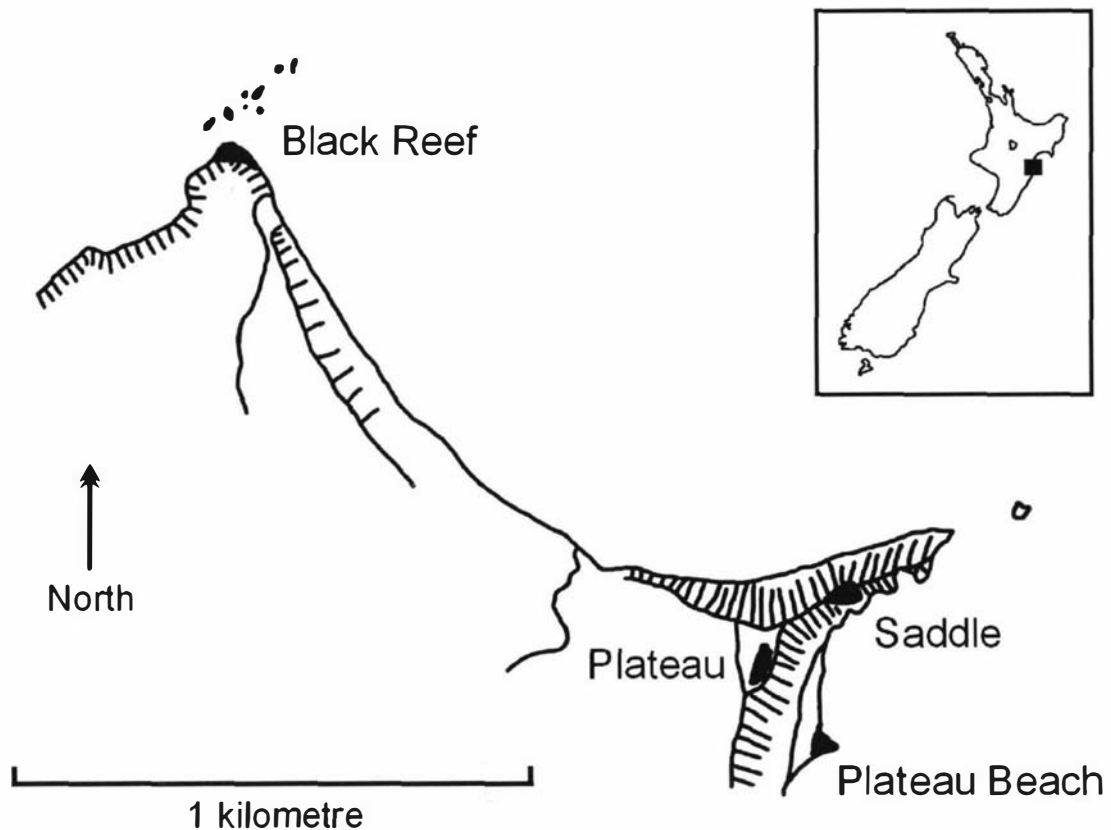 Black Reef
North
Saddle
Plateau
Plateau Beach
1 kilometre